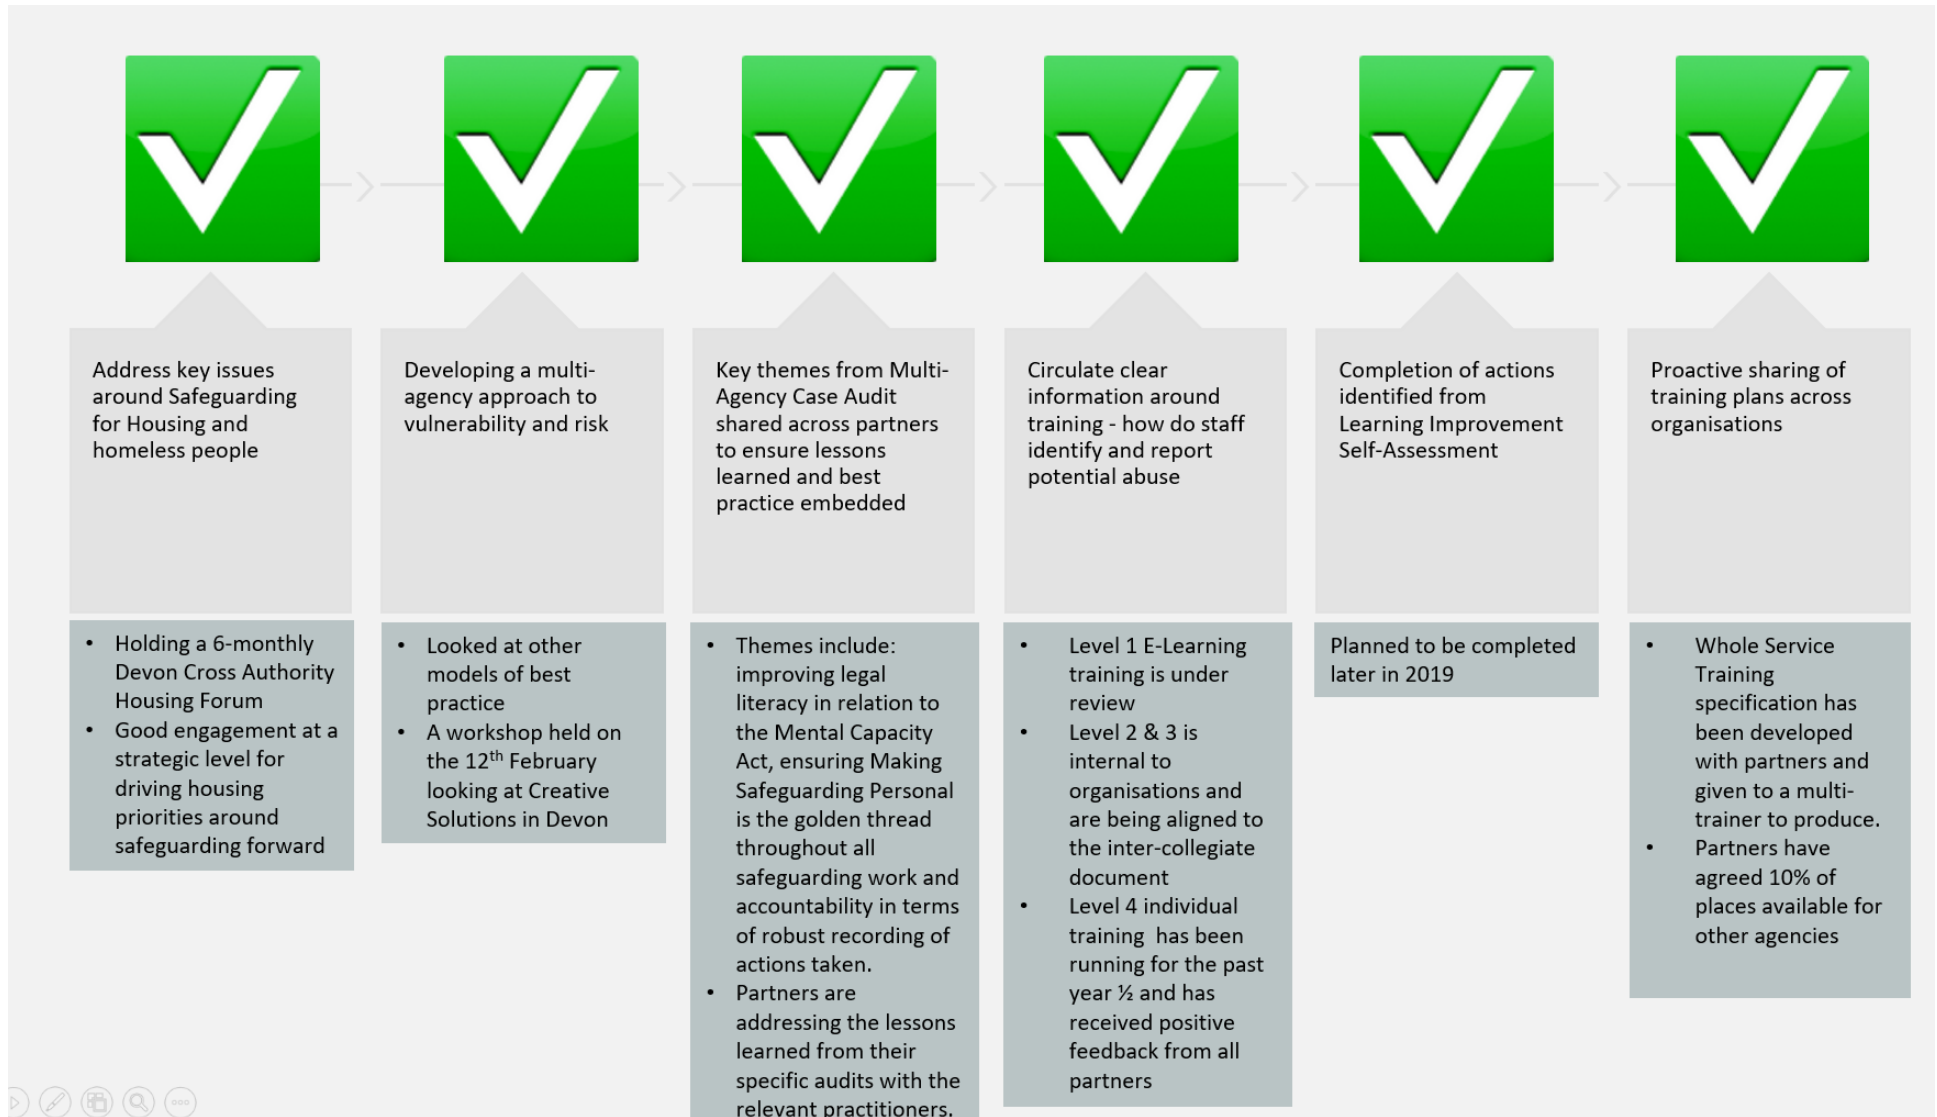 Address key issues
around Safeguarding
for Housing and
homeless people
Developing a multi-
agency approach to
vulnerability and risk
Key themes from Multi-
Agency Case Audit
shared across partners
to ensure lessons
learned and best
practice embedded
Circulate clear
information around
training - how do staff
identify and report
potential abuse
Completion of actions
identified from
Learning Improvement
Self-Assessment
Proactive sharing of
training plans across
organisations
• Holding a 6-monthly
Devon Cross Authority
Housing Forum
• Good engagement at a
strategic level for
driving housing
priorities around
safeguarding forward
• Looked at other
models of best
practice
• A workshop held on
the 12th February
looking at Creative
Solutions in Devon
• Themes include:
improving legal
literacy in relation to
the Mental Capacity
Act, ensuring Making
Safeguarding Personal
is the golden thread
throughout all
safeguarding work and
accountability in terms
of robust recording of
actions taken.
• Partners are
addressing the lessons
learned from their
specific audits with the
relevant practitioners.
• Level 1 E-Learning
training is under
review
• Level 2 & 3 is
internal to
organisations and
are being aligned to
the inter-collegiate
document
• Level 4 individual
training has been
running for the past
year ½ and has
received positive
feedback from all
partners
Planned to be completed
later in 2019
• Whole Service
Training
specification has
been developed
with partners and
given to a multi-
trainer to produce.
• Partners have
agreed 10% of
places available for
other agencies